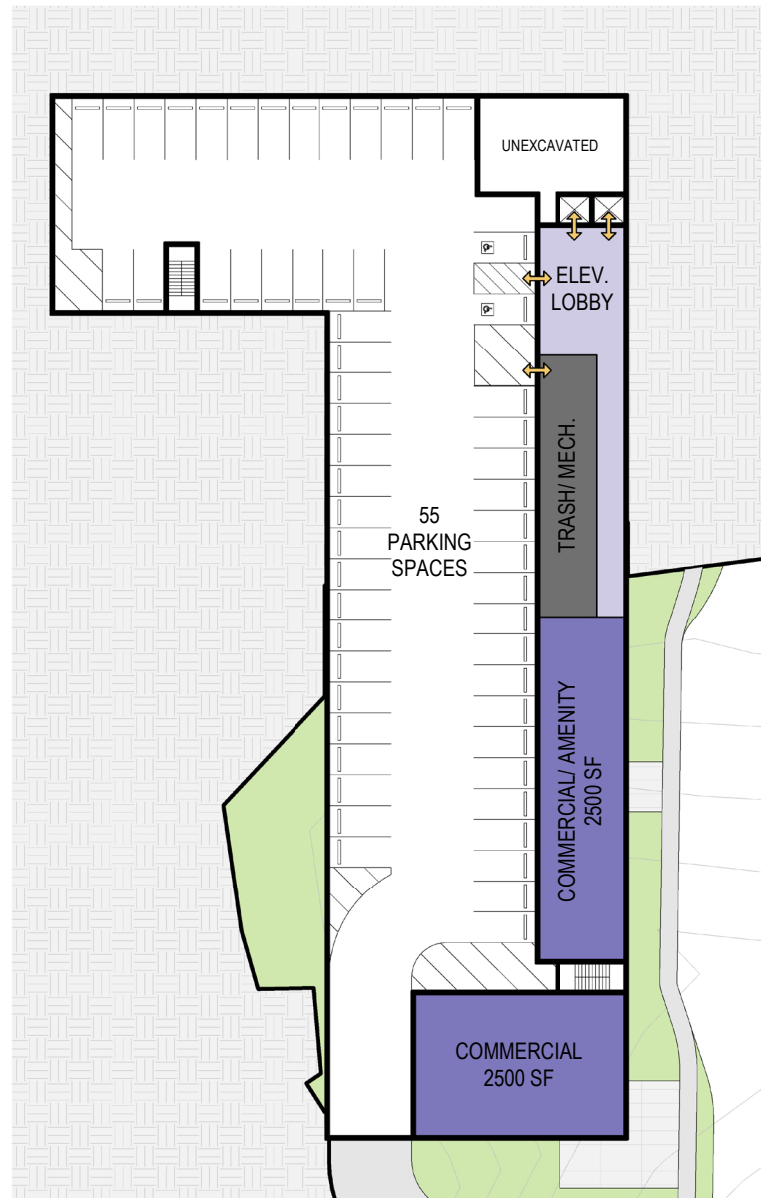 UNEXCAVATED
ELEV.
LOBBY
TRASH/ MECH.
55
PARKING
SPACES
COMMERCIAL/ AMENITY
2500 SF
COMMERCIAL
2500 SF